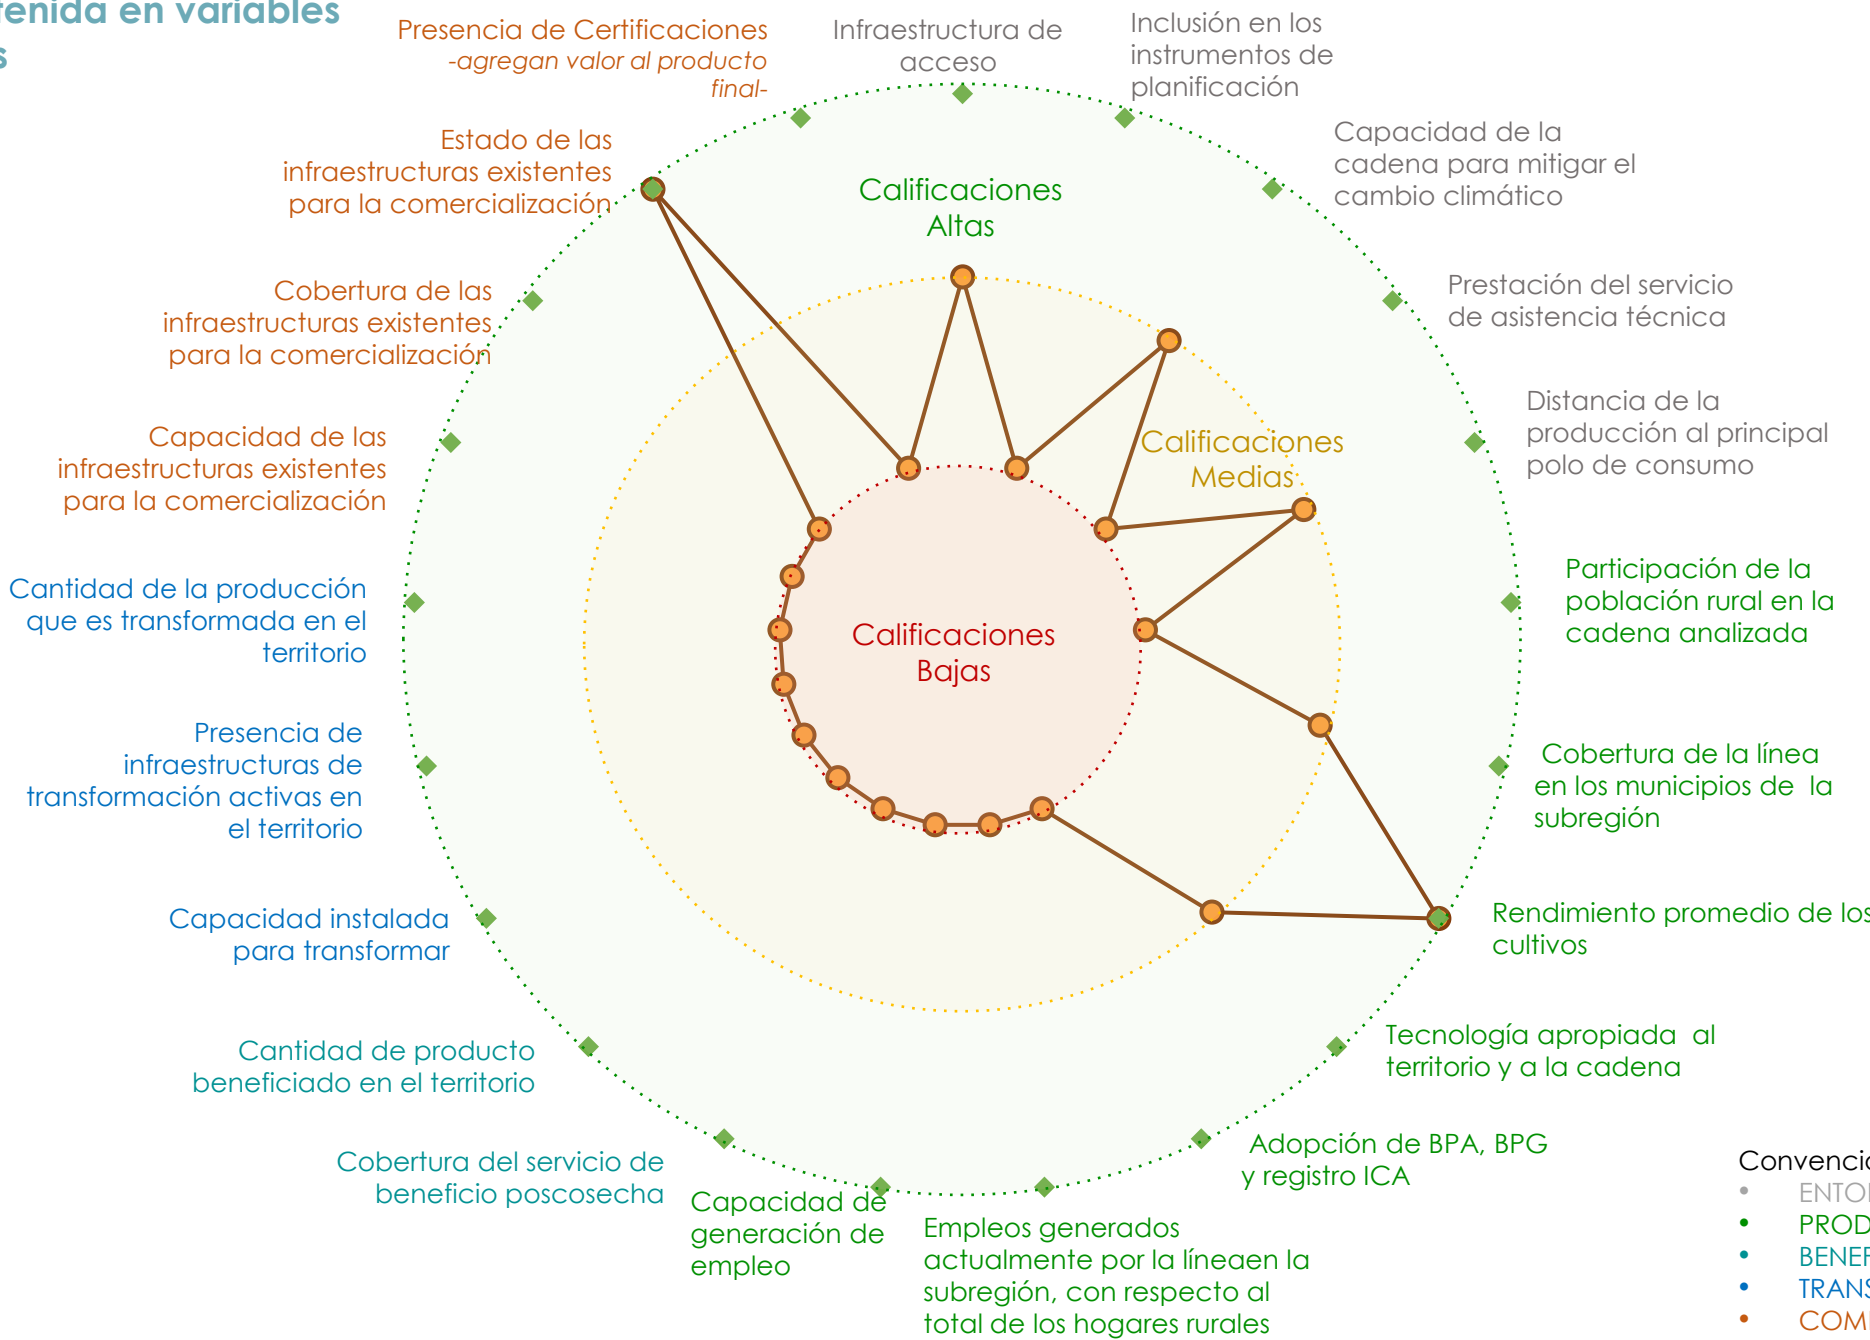 en variables
Presencia de Certificaciones
-agregan valor al producto
final-
Infraestructura de
acceso
Inclusión en los
instrumentos de
planificación
Capacidad de la
cadena para mitigar el
cambio climático
Prestación del servicio
de asistencia técnica
Distancia de la
producción al principal
polo de consumo
Participación de la
población rural en la
cadena analizada
Cobertura de la línea
en los municipios de la
subregión
Rendimiento promedio de los
cultivos
Tecnología apropiada al
territorio y a la cadena
Adopción de BPA, BPG
y registro ICA
Empleos generados
actualmente por la líneaen la
subregión, con respecto al
total de los hogares rurales
Capacidad de
generación de
empleo
Cobertura del servicio de
beneficio poscosecha
Cantidad de producto
beneficiado en el territorio
Capacidad instalada
para transformar
Presencia de
infraestructuras de
transformación activas en
el territorio
Cantidad de la producción
que es transformada en el
territorio
Capacidad de las
infraestructuras existentes
para la comercialización
Cobertura de las
infraestructuras existentes
para la comercialización
Estado de las
infraestructuras existentes
para la comercialización
Calificaciones
Altas
Calificaciones
Medias
Calificaciones
Bajas